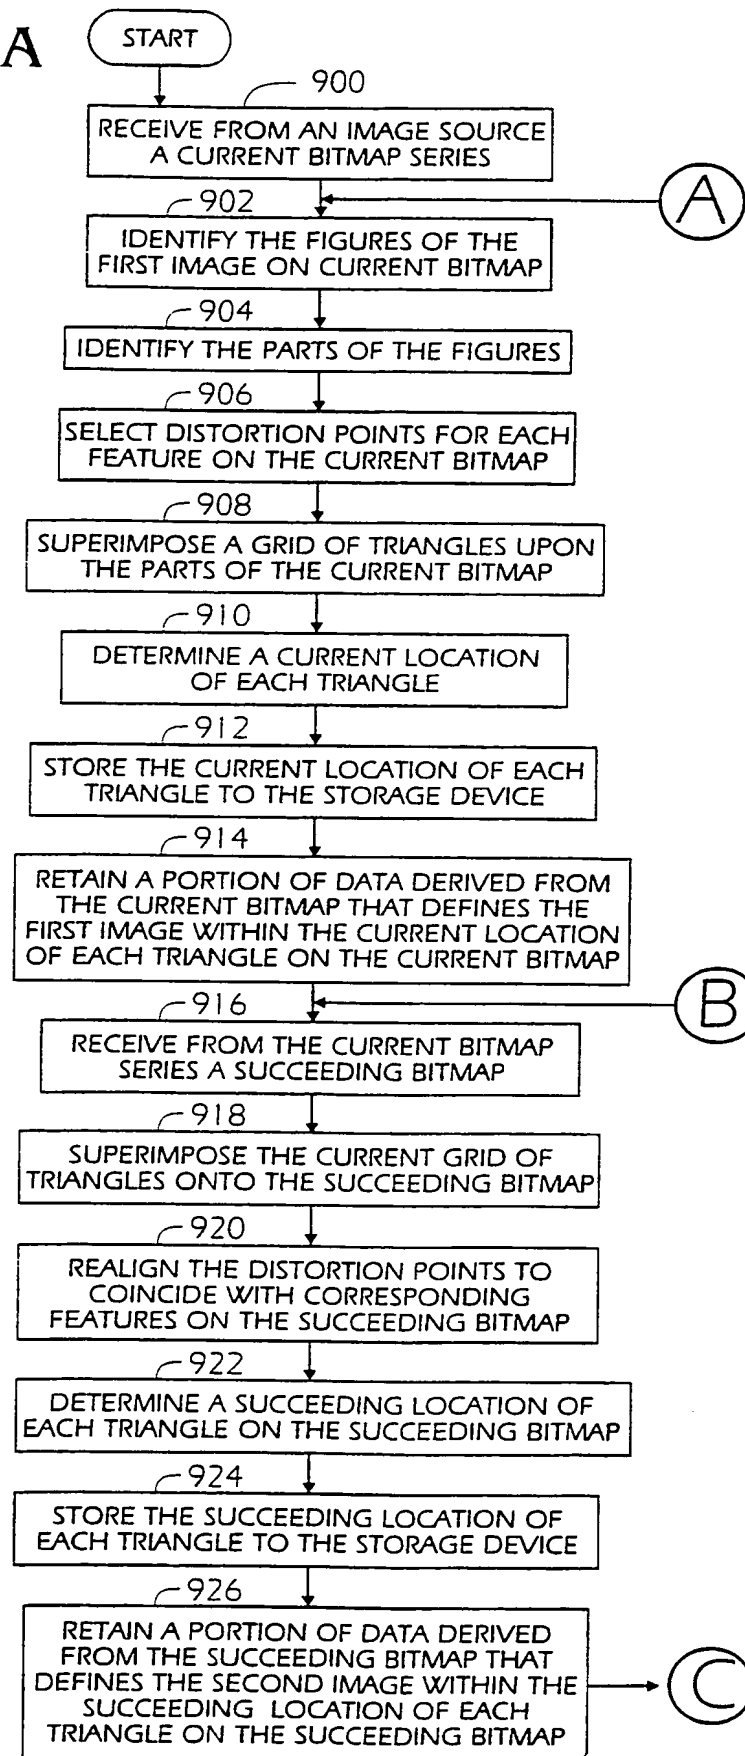 A
START
900
RECEIVE FROM AN IMAGE SOURCE
A CURRENT BITMAP SERIES
A
902
IDENTIFY THE FIGURES OF THE
FIRST IMAGE ON CURRENT BITMAP
904
IDENTIFY THE PARTS OF THE FIGURES
906
SELECT DISTORTION POINTS FOR EACH
FEATURE ON THE CURRENT BITMAP
908
SUPERIMPOSE A GRID OF TRIANGLES UPON
THE PARTS OF THE CURRENT BITMAP
910
DETERMINE A CURRENT LOCATION
OF EACH TRIANGLE
912
STORE THE CURRENT LOCATION OF EACH
TRIANGLE TO THE STORAGE DEVICE
914
RETAIN A PORTION OF DATA DERIVED FROM
THE CURRENT BITMAP THAT DEFINES THE
FIRST IMAGE WITHIN THE CURRENT LOCATION
OF EACH TRIANGLE ON THE CURRENT BITMAP
B
916
RECEIVE FROM THE CURRENT BITMAP
SERIES A SUCCEEDING BITMAP
918
SUPERIMPOSE THE CURRENT GRID OF
TRIANGLES ONTO THE SUCCEEDING BITMAP
920
REALIGN THE DISTORTION POINTS TO
COINCIDE WITH CORRESPONDING
FEATURES ON THE SUCCEEDING BITMAP
922
DETERMINE A SUCCEEDING LOCATION OF
EACH TRIANGLE ON THE SUCCEEDING BITMAP
924
STORE THE SUCCEEDING LOCATION OF
EACH TRIANGLE TO THE STORAGE DEVICE
926
RETAIN A PORTION OF DATA DERIVED
FROM THE SUCCEEDING BITMAP THAT
DEFINES THE SECOND IMAGE WITHIN THE
SUCCEEDING LOCATION OF EACH
TRIANGLE ON THE SUCCEEDING BITMAP
C